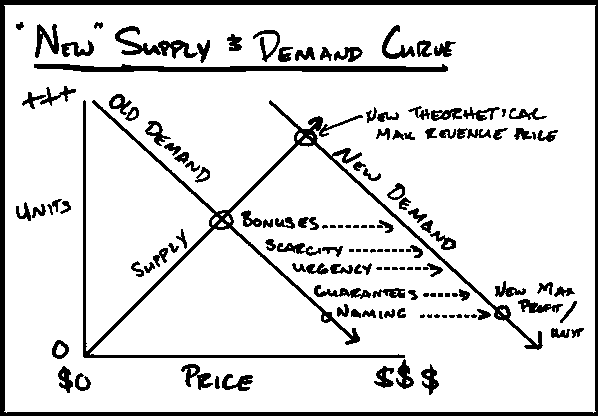 "New" Supply & Demand Curve
+++
Old Demand
New Theorhetical
Max Revenue Price
New Demand
Units
Bonuses
Supply
Scarcity
Urgency
Guarantees
Naming
New Max
Profit/
Unit
0
$0
Price
$$$